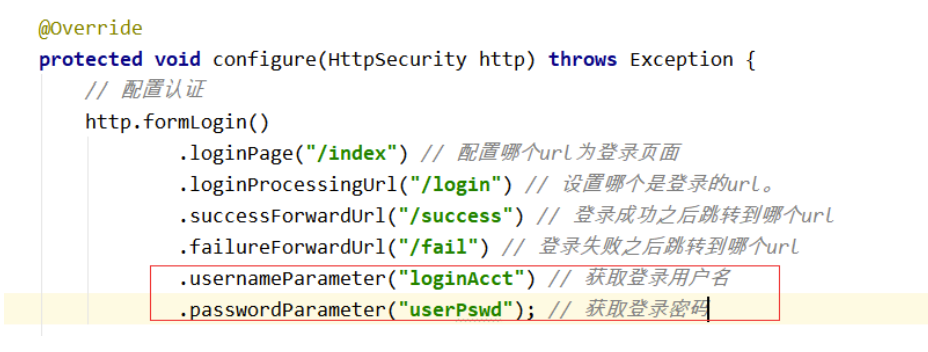 @Override
protected void configure(HttpSecurity http) throws Exception {
// 配置认证
http.formLogin()
.loginPage("/index") // 配置哪个url为登录页面
.loginProcessingUrl("/login") // 设置哪个是登录的url。
.successForwardUrl("/success") // 登录成功之后跳转到哪个url
.failureForwardUrl("/fail") // 登录失败之后跳转到哪个url
.usernameParameter("loginAcct") // 获取登录用户名
.passwordParameter("userPswd"); // 获取登录密码